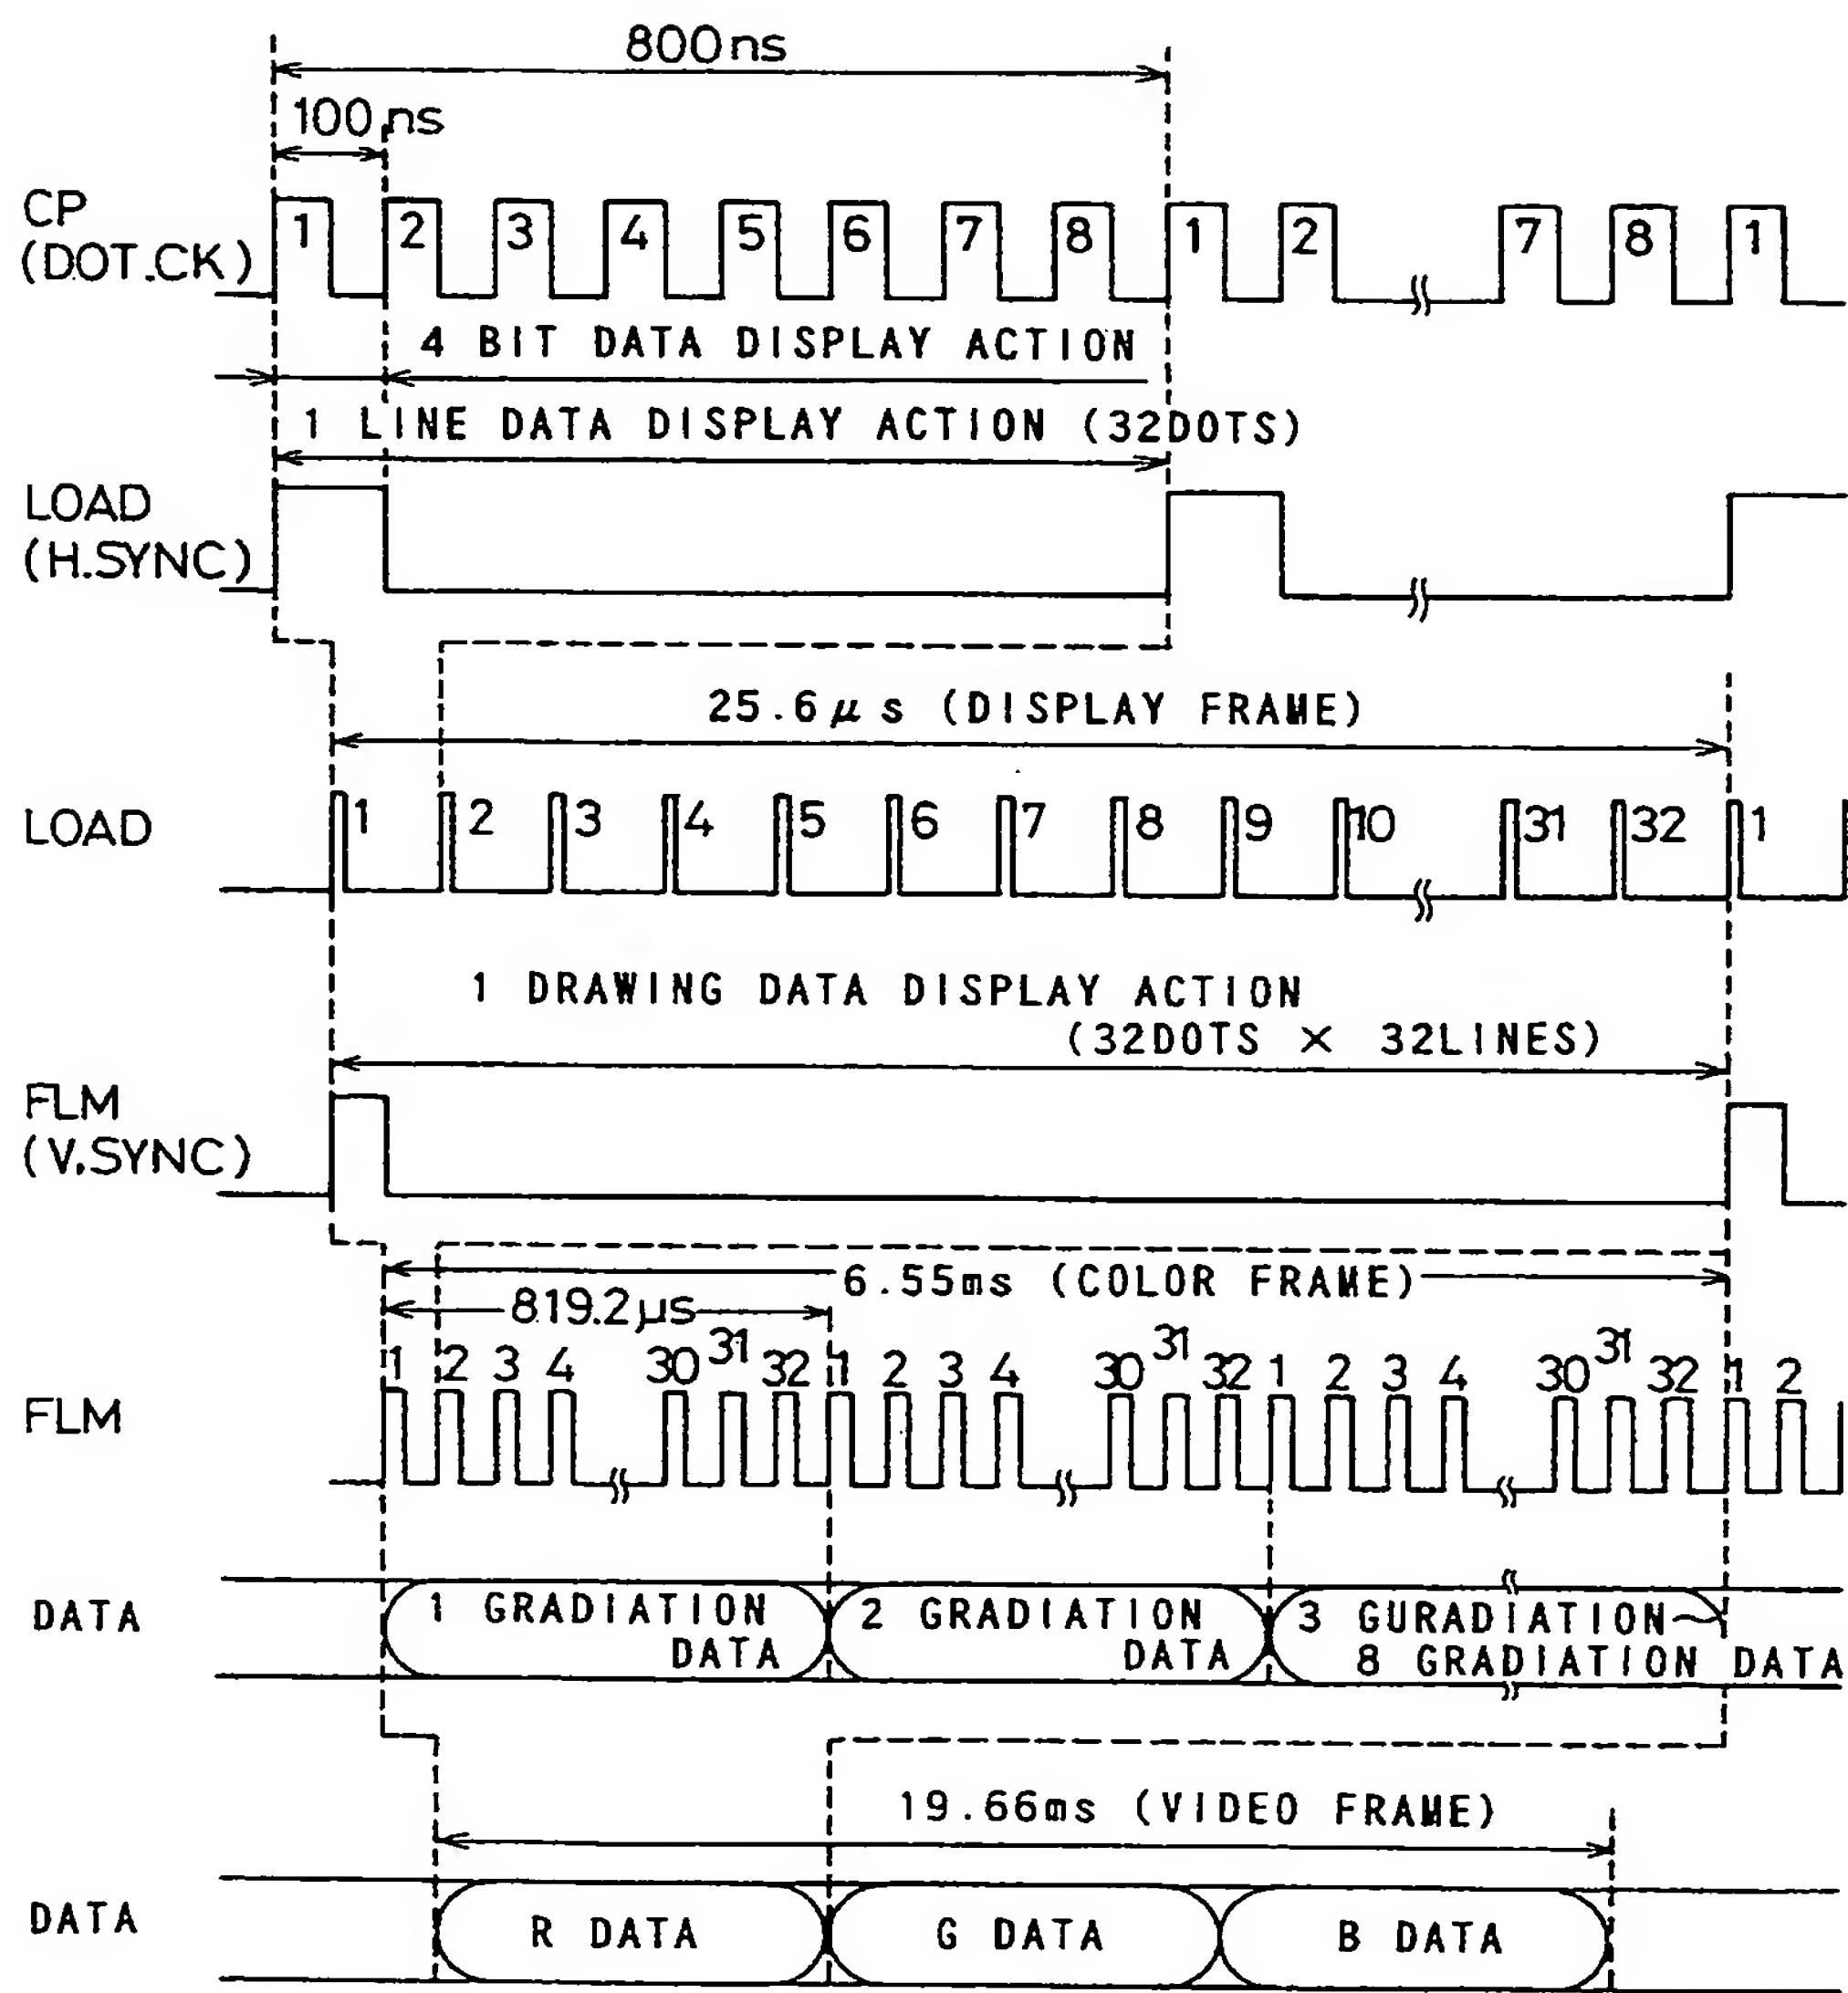 800ns
100ns
CP
(DOT.CK)
1 2 3 4 5 6 7 8 1 2 7 8 1
4 BIT DATA DISPLAY ACTION
1 LINE DATA DISPLAY ACTION (32DOTS)
LOAD
(H.SYNC)
25.6μs (DISPLAY FRAME)
LOAD
1 2 3 4 5 6 7 8 9 10 31 32 1
1 DRAWING DATA DISPLAY ACTION
(32DOTS × 32LINES)
FLM
(V.SYNC)
6.55ms (COLOR FRAME)
819.2μs
1 2 3 4 30 31 32 1 2 3 4 30 31 32 1 2 3 4 30 31 32 1 2
FLM
DATA
1 GRADIATION
DATA
2 GRADIATION
DATA
3 GURADIATION~
8 GRADIATION DATA
19.66ms (VIDEO FRAME)
DATA
R DATA
G DATA
B DATA